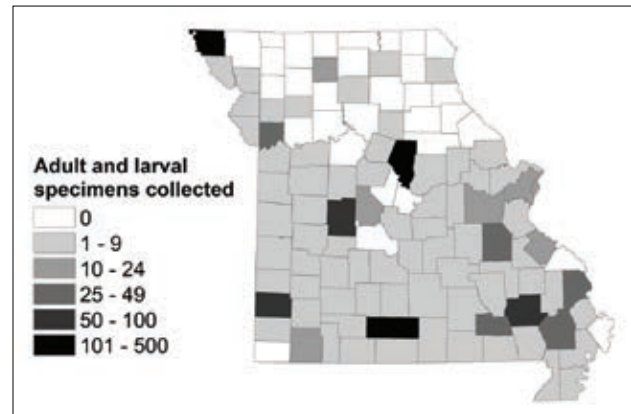 Adult and larval
specimens collected
0
1 - 9
10 - 24
25 - 49
50 - 100
101 - 500